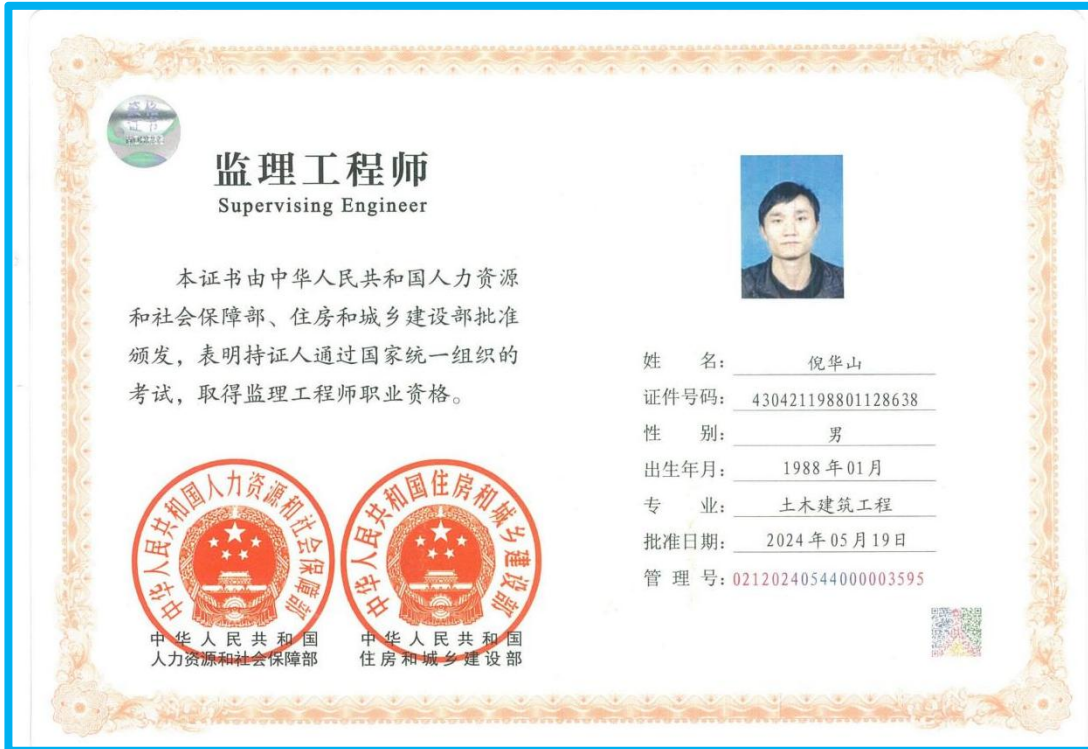 资格
证书
监理工程师
Supervising Engineer
本证书由中华人民共和国人力资源
和社会保障部、住房和城乡建设部批准
颁发，表明持证人通过国家统一组织的
考试，取得监理工程师职业资格。
中华人民共和国人力资源和社会保障部
中华人民共和国住房和城乡建设部
中华人民共和国
人力资源和社会保障部
中华人民共和国
住房和城乡建设部
姓 名：倪华山
证件号码：430421198801128638
性 别：男
出生年月：1988年01月
专 业：土木建筑工程
批准日期：2024年05月19日
管 理 号：02120240544000003595